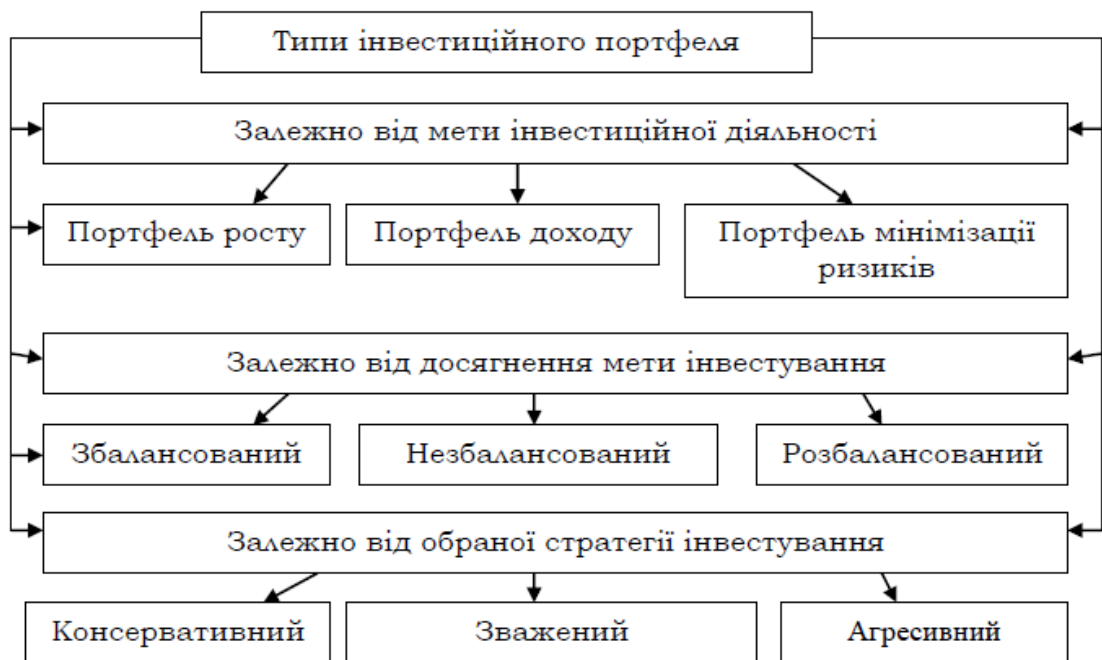 Типи інвестиційного портфеля
Залежно від мети інвестиційної діяльності
Портфель росту
Портфель доходу
Портфель мінімізації
ризиків
Залежно від досягнення мети інвестування
Збалансований
Незбалансований
Розбалансований
Залежно від обраної стратегії інвестування
Консервативний
Зважений
Агресивний